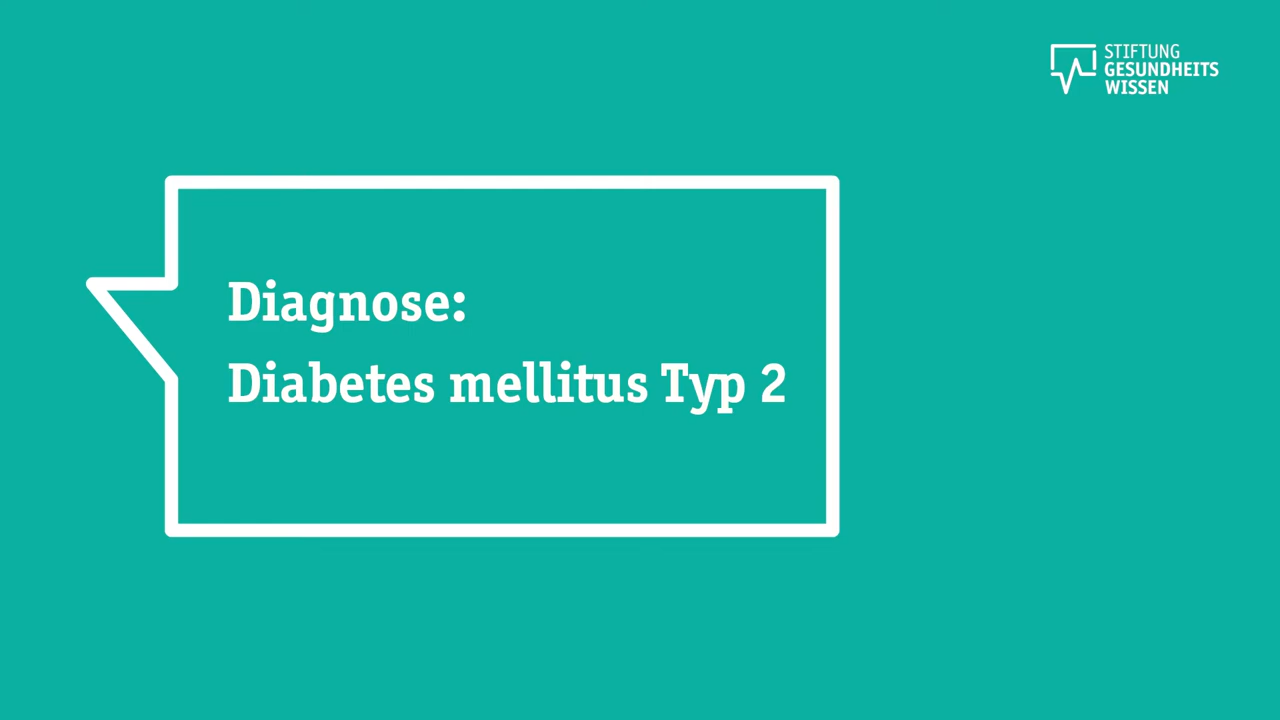 STIFTUNG
GESUNDHEITS
WISSEN
Diagnose:
Diabetes mellitus Typ 2